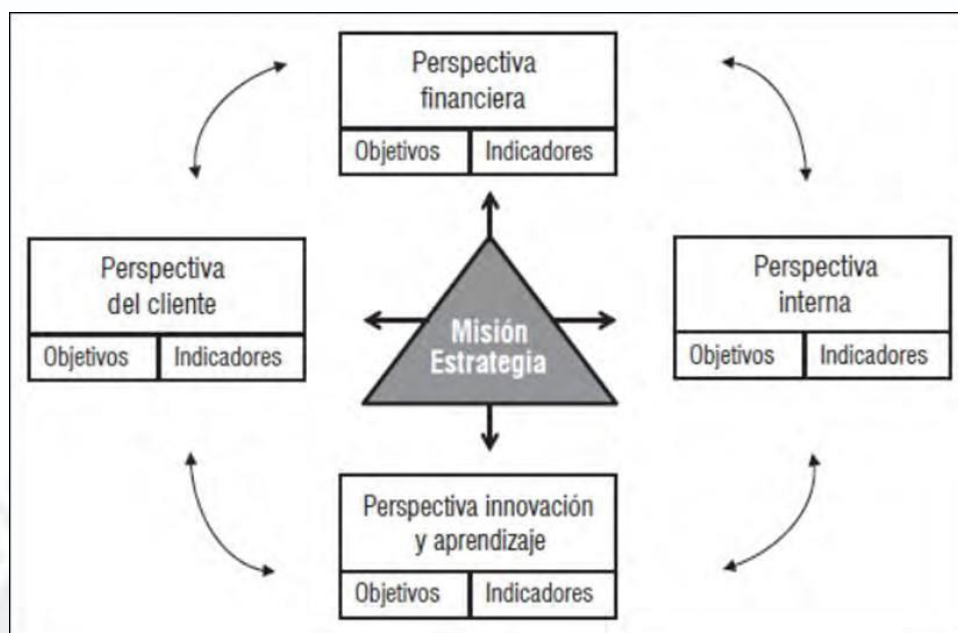 Perspectiva
financiera
Objetivos
Indicadores
Perspectiva
del cliente
Objetivos
Indicadores
Misión
Estrategia
Perspectiva
interna
Objetivos
Indicadores
Perspectiva innovación
y aprendizaje
Objetivos
Indicadores